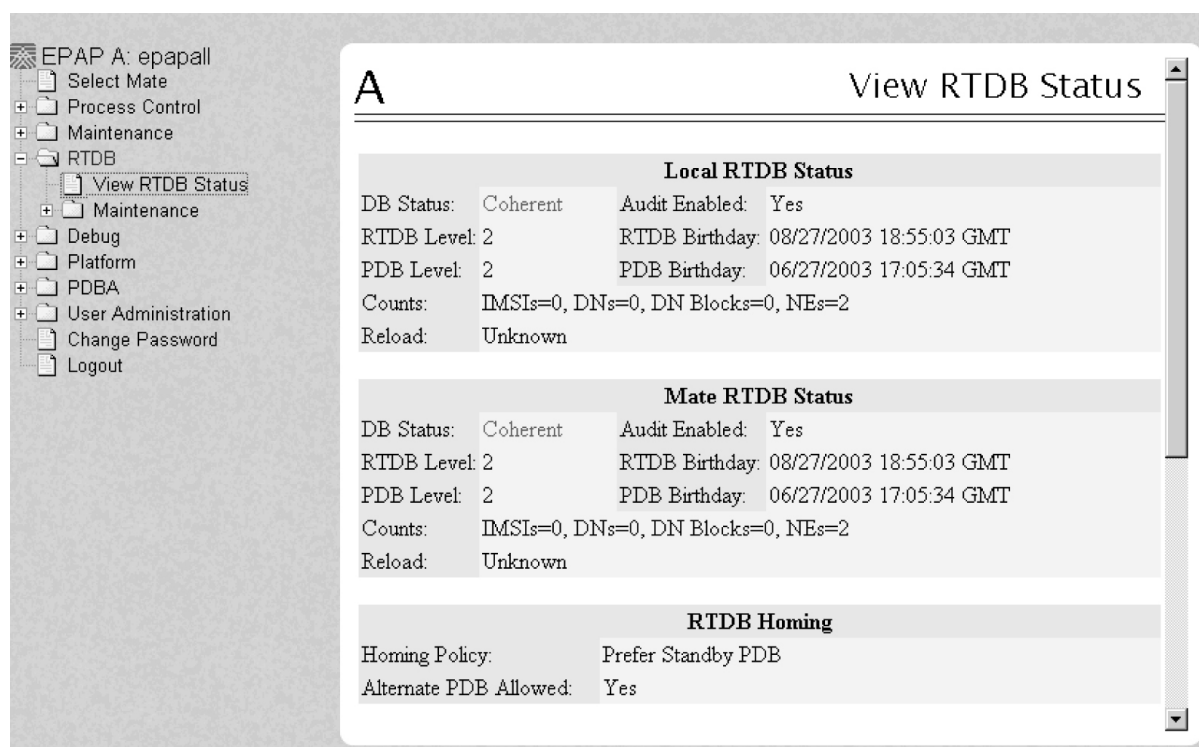 EPAP A: epapall
Select Mate
Process Control
Maintenance
RTDB
View RTDB Status
Maintenance
Debug
Platform
PDBA
User Administration
Change Password
Logout
A View RTDB Status
Local RTDB Status
DB Status: Coherent Audit Enabled: Yes
RTDB Level: 2 RTDB Birthday: 08/27/2003 18:55:03 GMT
PDB Level: 2 PDB Birthday: 06/27/2003 17:05:34 GMT
Counts: IMSIs=0, DNs=0, DN Blocks=0, NEs=2
Reload: Unknown
Mate RTDB Status
DB Status: Coherent Audit Enabled: Yes
RTDB Level: 2 RTDB Birthday: 08/27/2003 18:55:03 GMT
PDB Level: 2 PDB Birthday: 06/27/2003 17:05:34 GMT
Counts: IMSIs=0, DNs=0, DN Blocks=0, NEs=2
Reload: Unknown
RTDB Homing
Homing Policy: Prefer Standby PDB
Alternate PDB Allowed: Yes